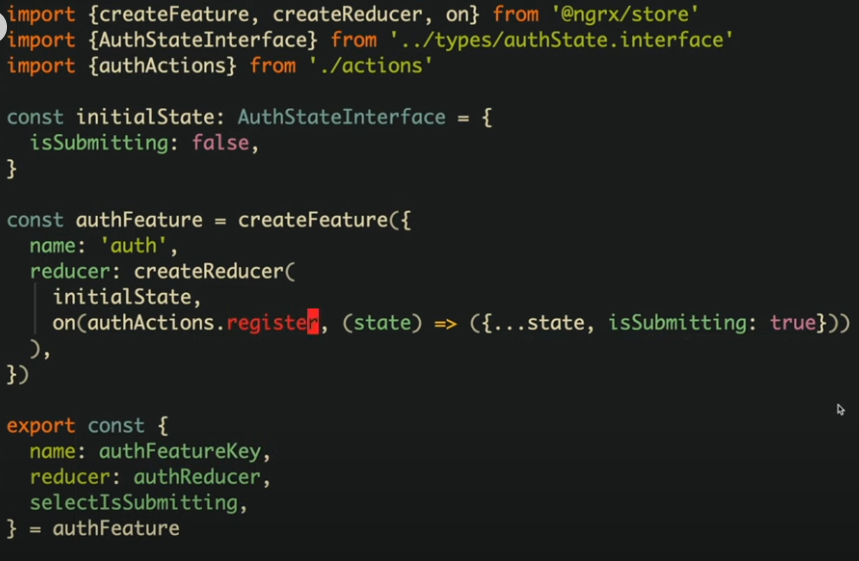 import {createFeature, createReducer, on} from '@ngrx/store'
import {AuthStateInterface} from '../types/authState.interface'
import {authActions} from './actions'
const initialState: AuthStateInterface = {
isSubmitting: false,
}
const authFeature = createFeature({
name: 'auth',
reducer: createReducer(
initialState,
on(authActions.register, (state) => ({...state, isSubmitting: true}))
),
})
export const {
name: authFeatureKey,
reducer: authReducer,
selectIsSubmitting,
} = authFeature